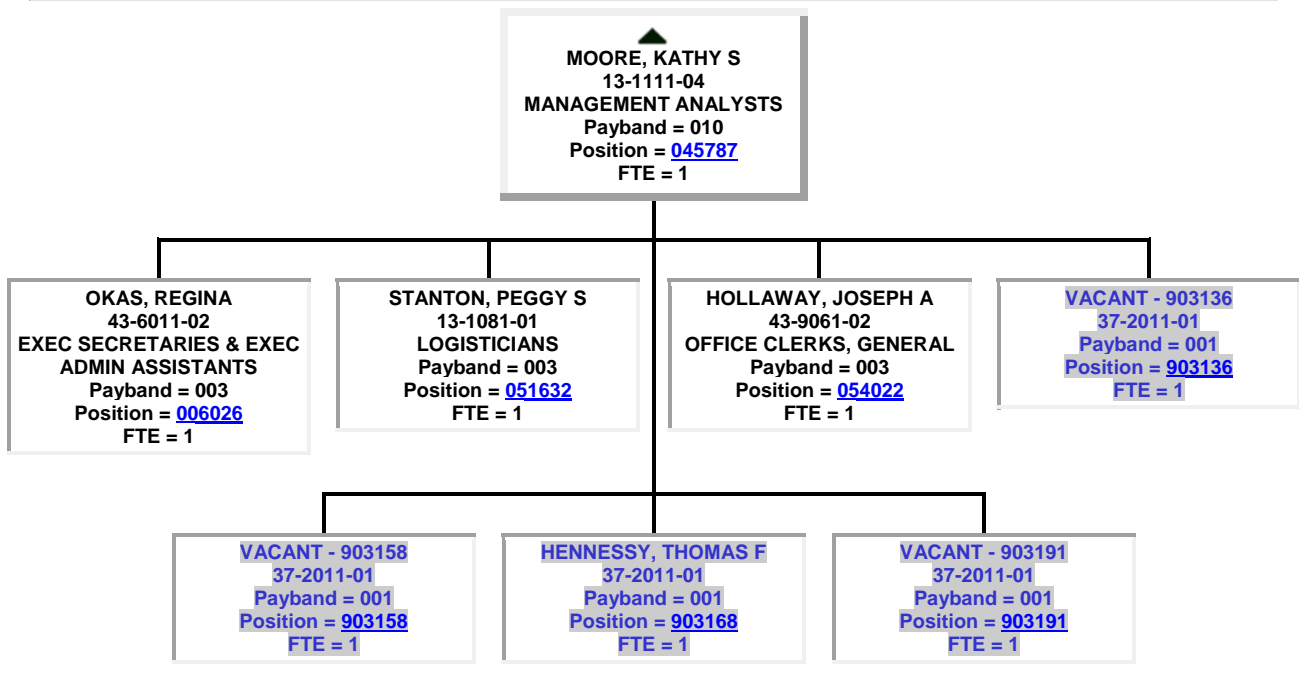 MOORE, KATHY S
13-1111-04
MANAGEMENT ANALYSTS
Payband = 010
Position = 045787
FTE = 1
OKAS, REGINA
43-6011-02
EXEC SECRETARIES & EXEC
ADMIN ASSISTANTS
Payband = 003
Position = 006026
FTE = 1
STANTON, PEGGY S
13-1081-01
LOGISTICIANS
Payband = 003
Position = 051632
FTE = 1
HOLLAWAY, JOSEPH A
43-9061-02
OFFICE CLERKS, GENERAL
Payband = 003
Position = 054022
FTE = 1
VACANT - 903136
37-2011-01
Payband = 001
Position = 903136
FTE = 1
VACANT - 903158
37-2011-01
Payband = 001
Position = 903158
FTE = 1
HENNESSY, THOMAS F
37-2011-01
Payband = 001
Position = 903168
FTE = 1
VACANT - 903191
37-2011-01
Payband = 001
Position = 903191
FTE = 1